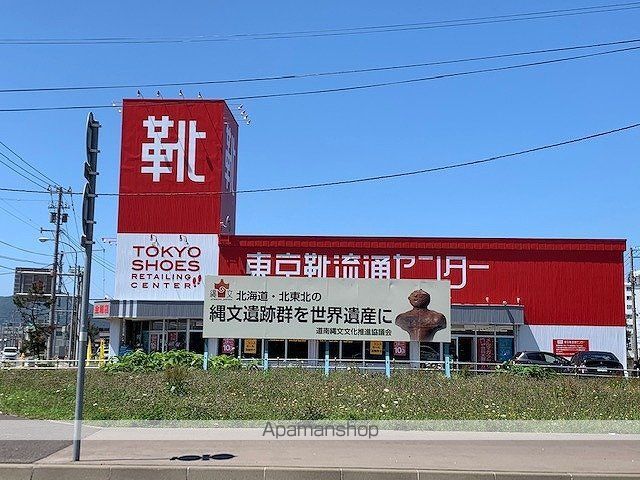 靴
TOKYO
SHOES
RETAILING
CENTER
東京靴流通センター
北海道・北東北の
縄文遺跡群を世界遺産に
道南縄文文化推進協議会
Apamanshop